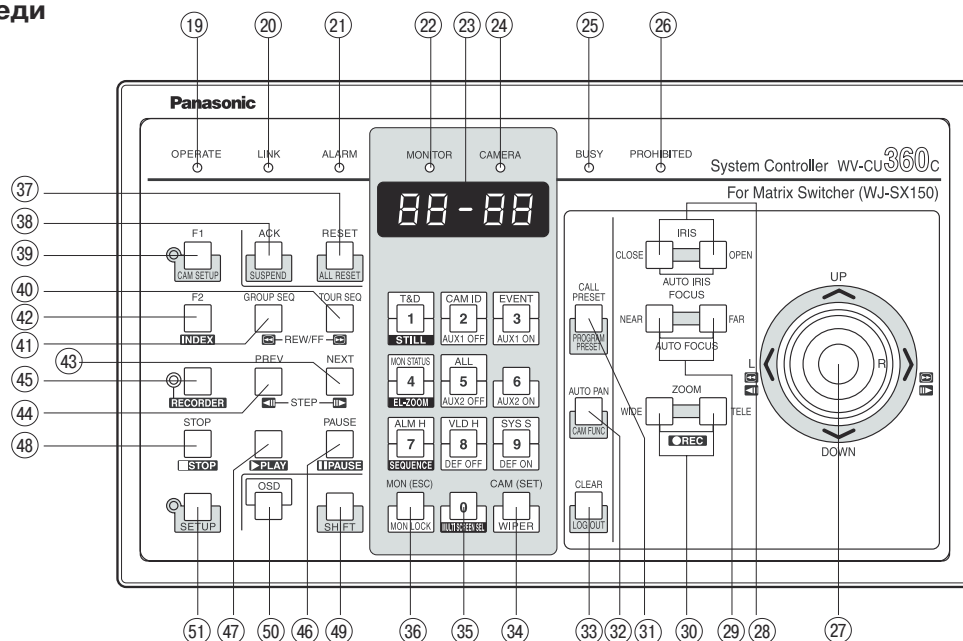 еди
19 20 21 22 23 24 25 26
Panasonic
OPERATE LINK ALARM MONITOR CAMERA BUSY PROHIBITED
System Controller WV-CU360C
For Matrix Switcher (WJ-SX150)
88-88
37
38
39
40
42
41
43
45
44
48
F1 ACK RESET
CAM SETUP SUSPEND ALL RESET
F2 GROUP SEQ TOUR SEQ
INDEX REW/FF
PREV NEXT
RECORDER STEP
STOP PAUSE
STOP PLAY PAUSE
OSD
SETUP SHIFT
T&D CAM ID EVENT
1 2 3
STILL AUX1 OFF AUX1 ON
MON STATUS ALL
4 5 6
EL-ZOOM AUX2 OFF AUX2 ON
ALM H VLD H SYS S
7 8 9
SEQUENCE DEF OFF DEF ON
MON (ESC) CAM (SET)
0
MON LOCK MULTI SCREEN SEL WIPER
CALL
PRESET
PROGRAM
PRESET
AUTO PAN
CAM FUNC
CLEAR
LOG OUT
IRIS
CLOSE OPEN
AUTO IRIS
FOCUS
NEAR FAR
AUTO FOCUS
ZOOM
WIDE TELE
REC
UP
L R
DOWN
51 47 50 46 49 36 35 34 33 32 31 30 29 28 27